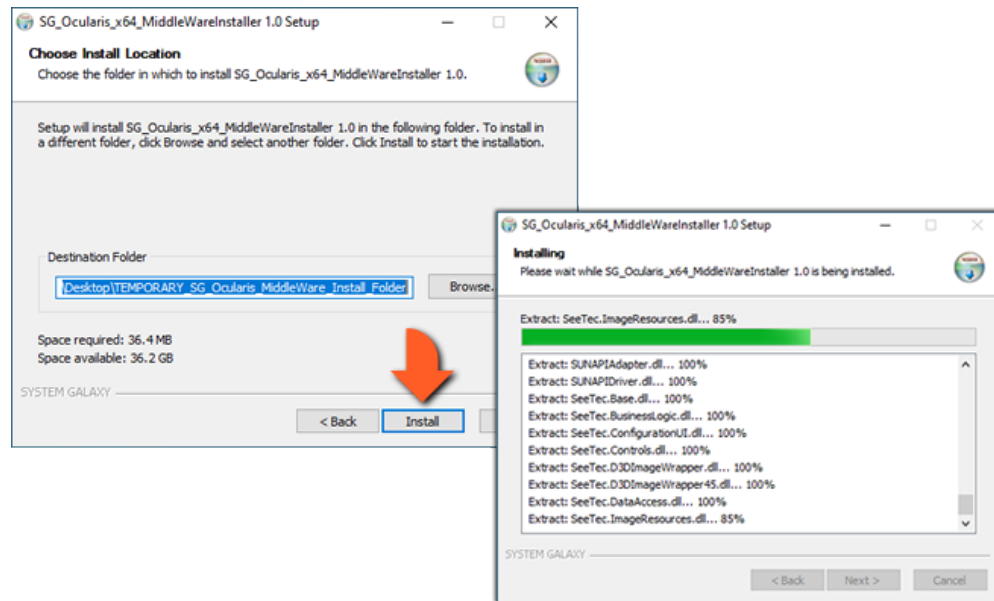 SG_Ocularis_x64_MiddleWareInstaller 1.0 Setup
Choose Install Location
Choose the folder in which to install SG_Ocularis_x64_MiddleWareInstaller 1.0.
Setup will install SG_Ocularis_x64_MiddleWareInstaller 1.0 in the following folder. To install in
a different folder, click Browse and select another folder. Click Install to start the installation.
Destination Folder
\Desktop\TEMPORARY_SG_Ocularis_MiddleWare_Install_Folder
Browse.
Space required: 36.4 MB
Space available: 36.2 GB
SYSTEM GALAXY
< Back
Install
SG_Ocularis_x64_MiddleWareInstaller 1.0 Setup
Installing
Please wait while SG_Ocularis_x64_MiddleWareInstaller 1.0 is being installed.
Extract: SeeTec.ImageResources.dll... 85%
Extract: SUNAPIAdapter.dll... 100%
Extract: SUNAPIDriver.dll... 100%
Extract: SeeTec.Base.dll... 100%
Extract: SeeTec.BusinessLogic.dll... 100%
Extract: SeeTec.ConfigurationUI.dll... 100%
Extract: SeeTec.Controls.dll... 100%
Extract: SeeTec.D3DImageWrapper.dll... 100%
Extract: SeeTec.D3DImageWrapper45.dll... 100%
Extract: SeeTec.DataAccess.dll... 100%
Extract: SeeTec.ImageResources.dll... 85%
SYSTEM GALAXY
< Back
Next >
Cancel